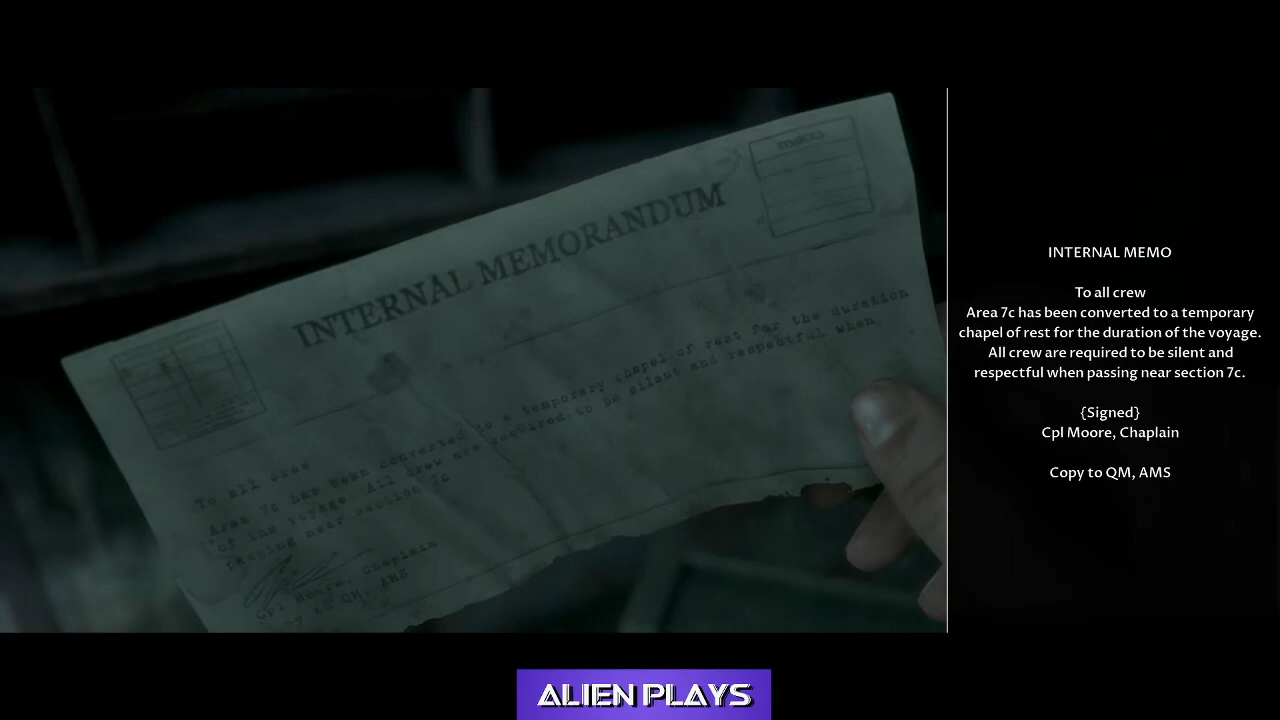 INTERNAL MEMORANDUM
To all crew
Area 7c has been converted to a temporary chapel of rest for the duration
of the voyage. All crew are required to be silent and respectful when
passing near section 7c
Cpl Moore, Chaplain
to QM, AMS
INTERNAL MEMO
To all crew
Area 7c has been converted to a temporary
chapel of rest for the duration of the voyage.
All crew are required to be silent and
respectful when passing near section 7c.
{Signed}
Cpl Moore, Chaplain
Copy to QM, AMS
ALIEN PLAYS